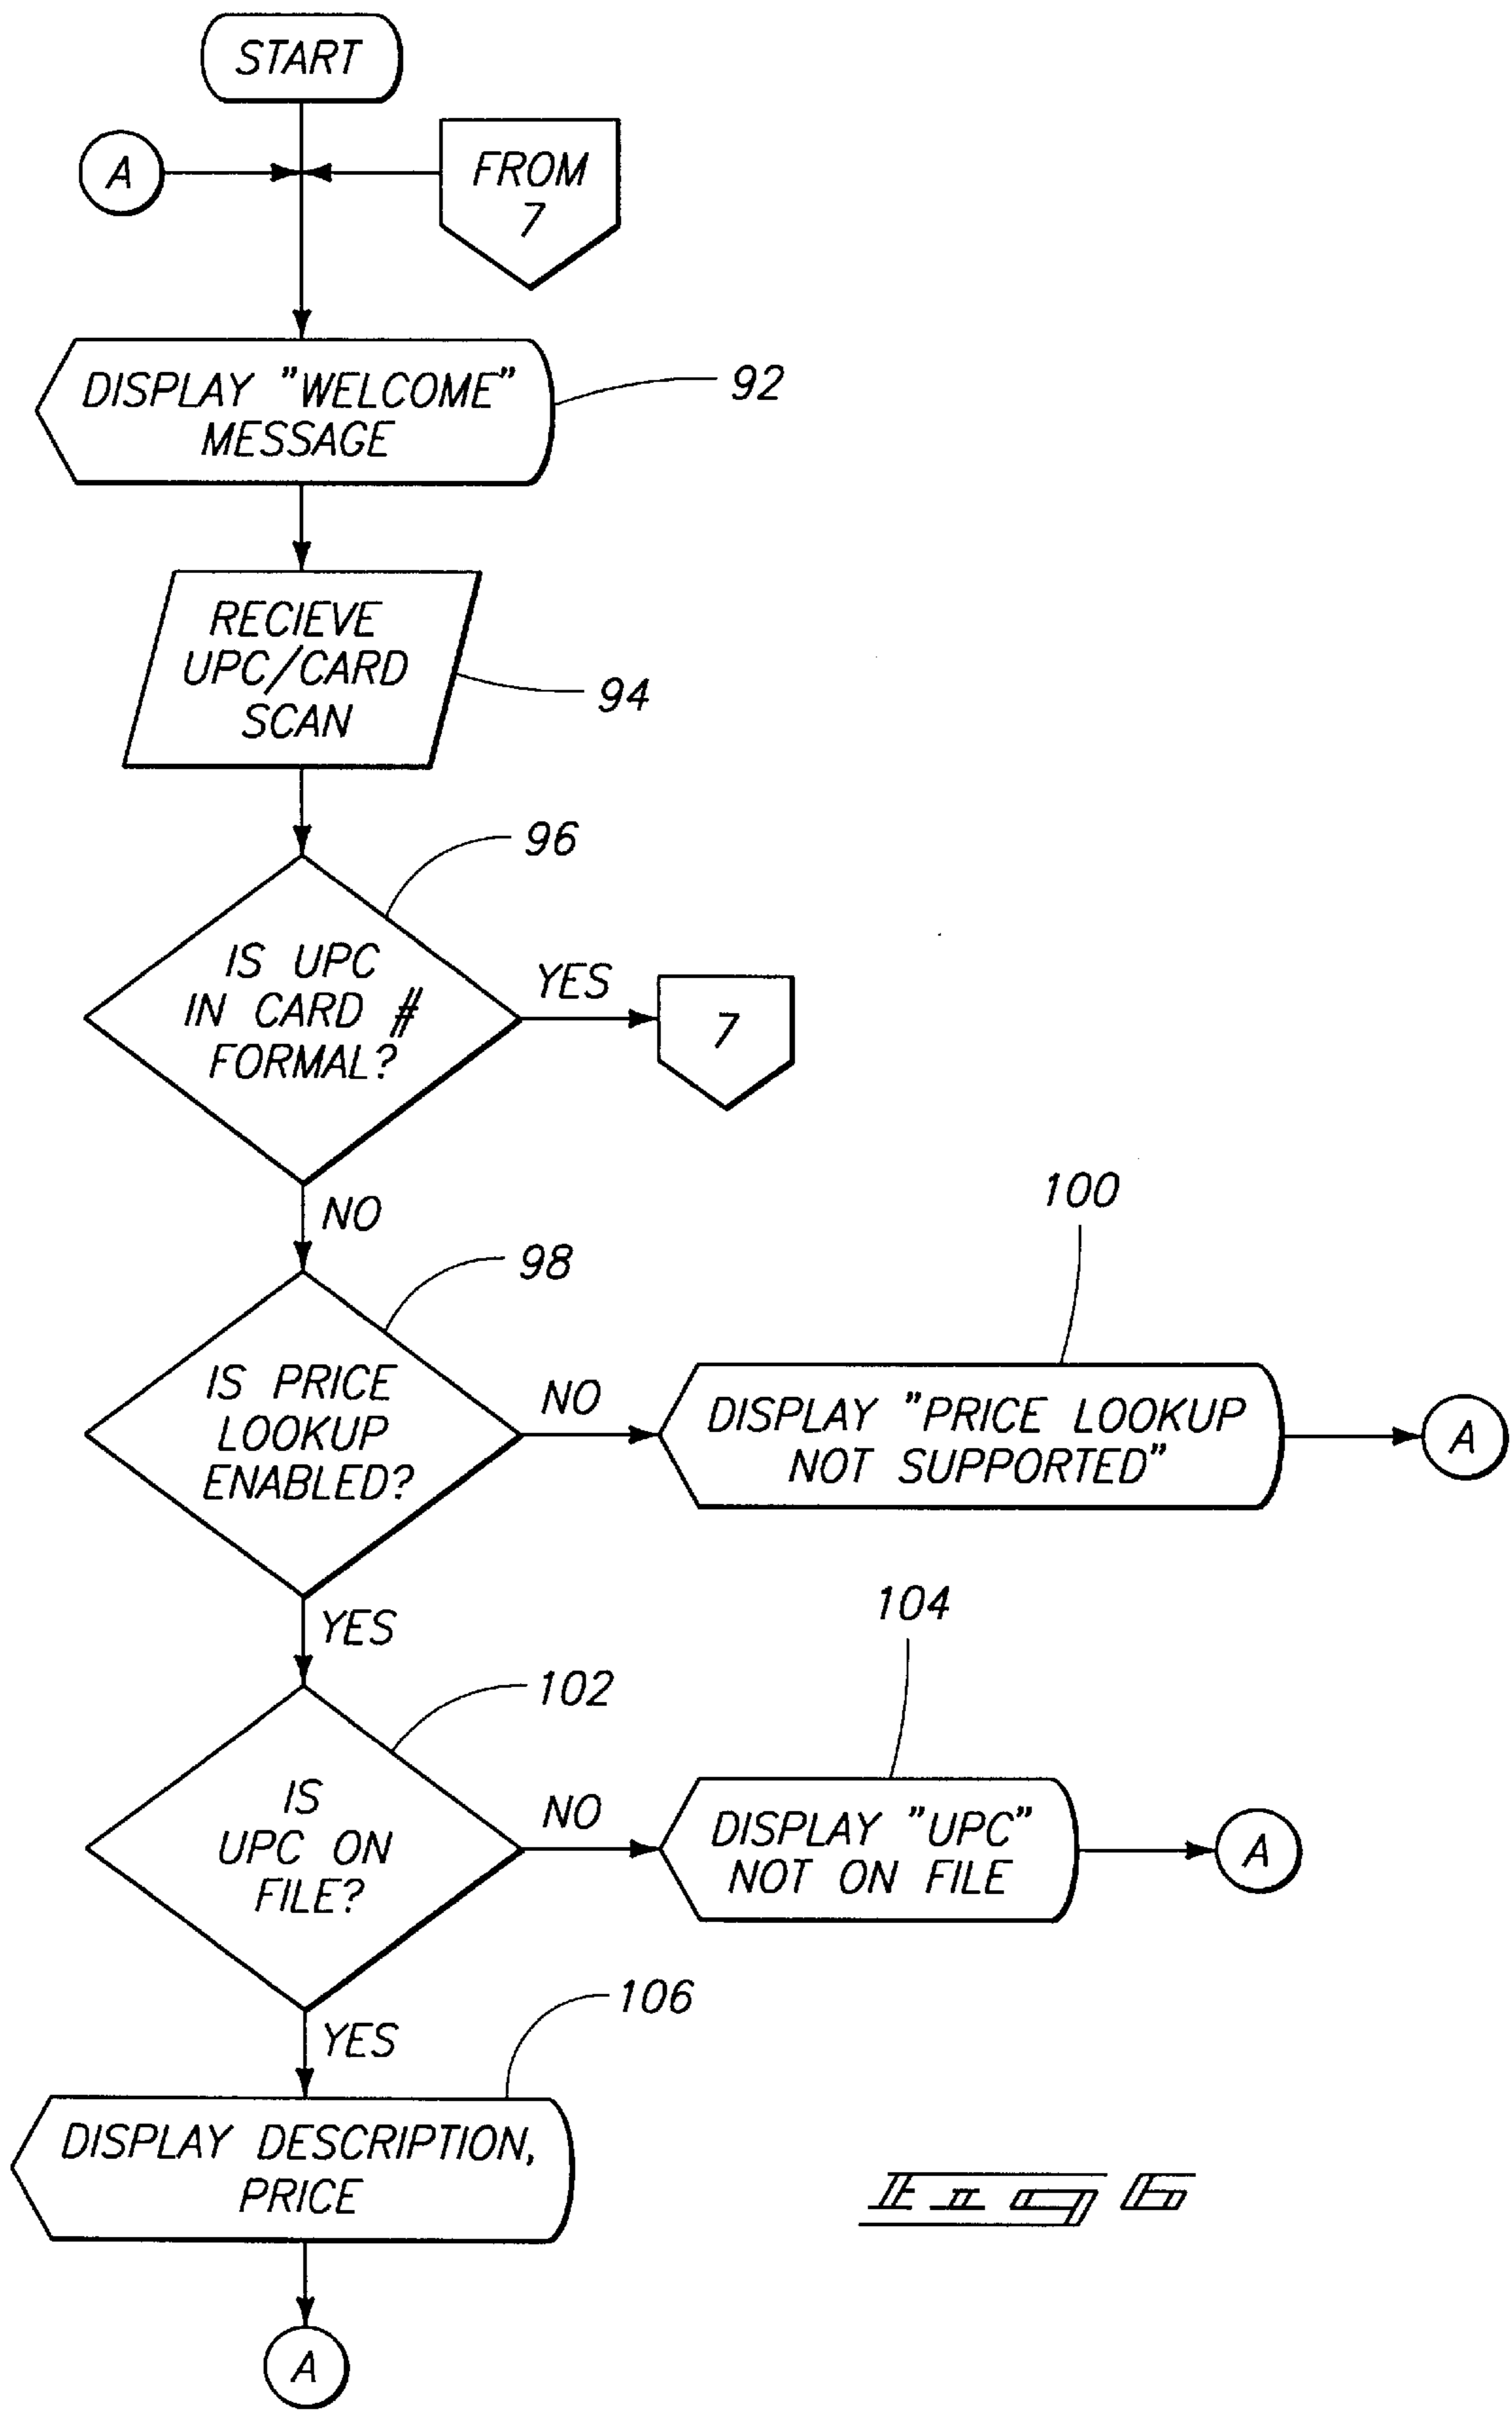 START
A
FROM
7
DISPLAY "WELCOME"
MESSAGE
92
RECIEVE
UPC/CARD
SCAN
94
96
IS UPC
IN CARD #
FORMAL?
YES
7
NO
98
100
IS PRICE
LOOKUP
ENABLED?
NO
DISPLAY "PRICE LOOKUP
NOT SUPPORTED"
A
YES
102
104
IS
UPC ON
FILE?
NO
DISPLAY "UPC"
NOT ON FILE
A
YES
106
DISPLAY DESCRIPTION,
PRICE
A
Fig 6